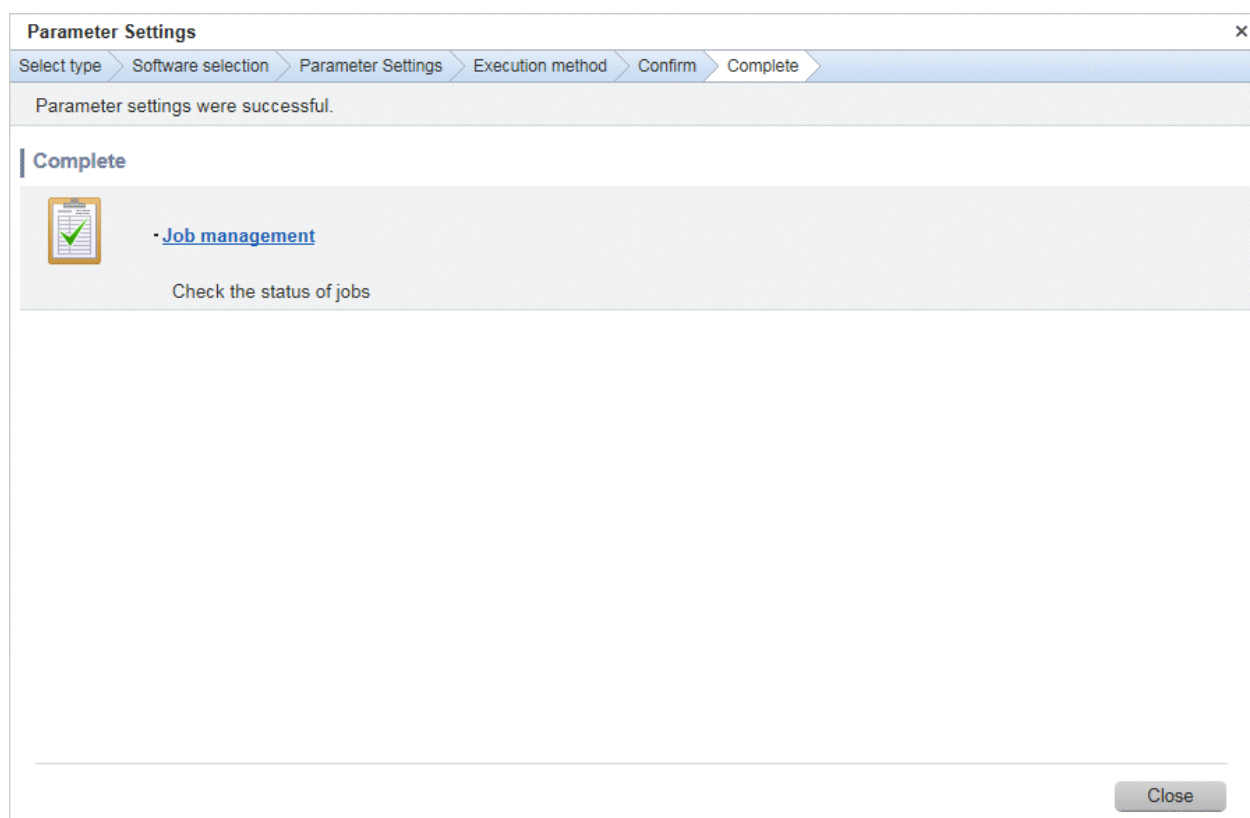 Parameter Settings ×
Select type Software selection Parameter Settings Execution method Confirm Complete
Parameter settings were successful.
Complete
- Job management
Check the status of jobs
Close